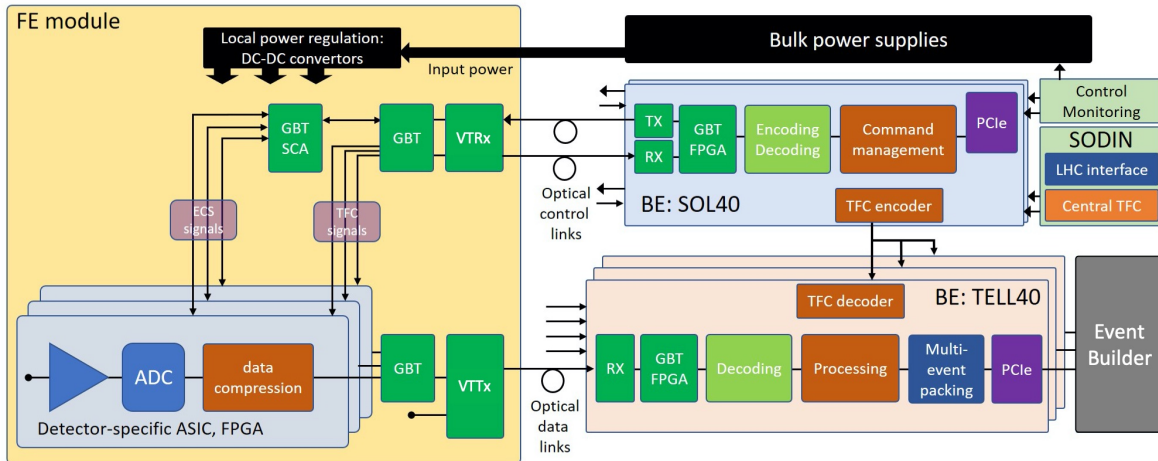 FE module
Local power regulation:
DC-DC convertors
Input power
Bulk power supplies
GBT
SCA
GBT
VTRx
Optical
control
links
TX
RX
GBT
FPGA
Encoding
Decoding
Command
management
PCIe
BE: SOL40
TFC encoder
Control
Monitoring
SODIN
LHC interface
Central TFC
ECS
signals
TFC
signals
ADC
data
compression
Detector-specific ASIC, FPGA
GBT
VTTx
Optical
data
links
TFC decoder
BE: TELL40
RX
GBT
FPGA
Decoding
Processing
Multi-
event
packing
PCIe
Event
Builder